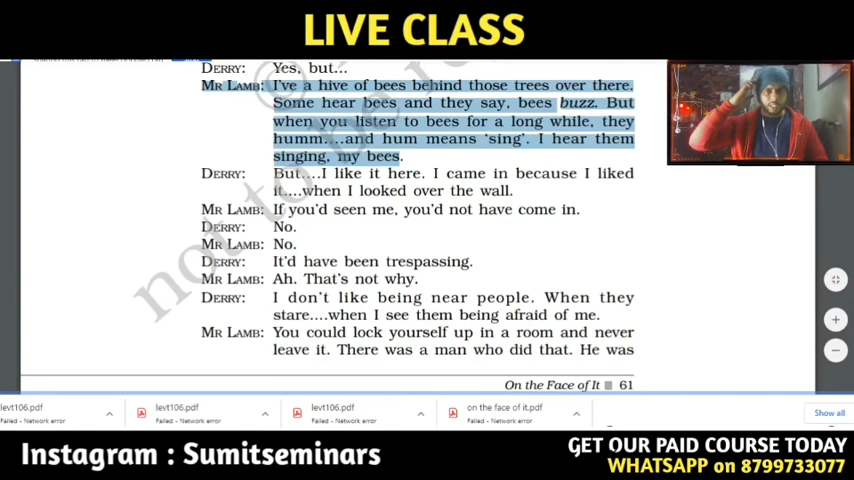 LIVE CLASS
DERRY: Yes, but...
MR LAMB: I've a hive of bees behind those trees over there.
Some hear bees and they say, bees buzz. But
when you listen to bees for a long while, they
humm....and hum means ‘sing’. I hear them
singing, my bees.
DERRY: But....I like it here. I came in because I liked
it....when I looked over the wall.
MR LAMB: If you'd seen me, you'd not have come in.
DERRY: No.
MR LAMB: No.
DERRY: It'd have been trespassing.
MR LAMB: Ah. That's not why.
DERRY: I don't like being near people. When they
stare....when I see them being afraid of me.
MR LAMB: You could lock yourself up in a room and never
leave it. There was a man who did that. He was
not to be re
On the Face of It 61
levt106.pdf levt106.pdf levt106.pdf on the face of it.pdf Show all
Failed - Network error Failed - Network error Failed - Network error Failed - Network error
Instagram : Sumitseminars
GET OUR PAID COURSE TODAY
WHATSAPP on 8799733077